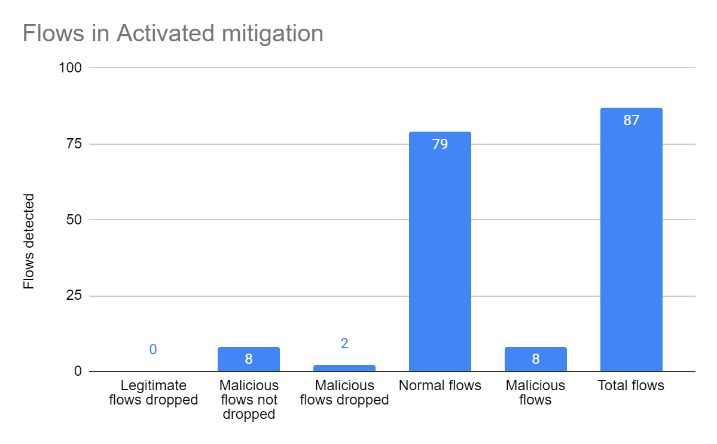 Flows in Activated mitigation
100
75
50
25
0
Flows detected
0
8
2
79
8
87
Legitimate
flows dropped
Malicious
flows not
dropped
Malicious
flows dropped
Normal flows
Malicious
flows
Total flows